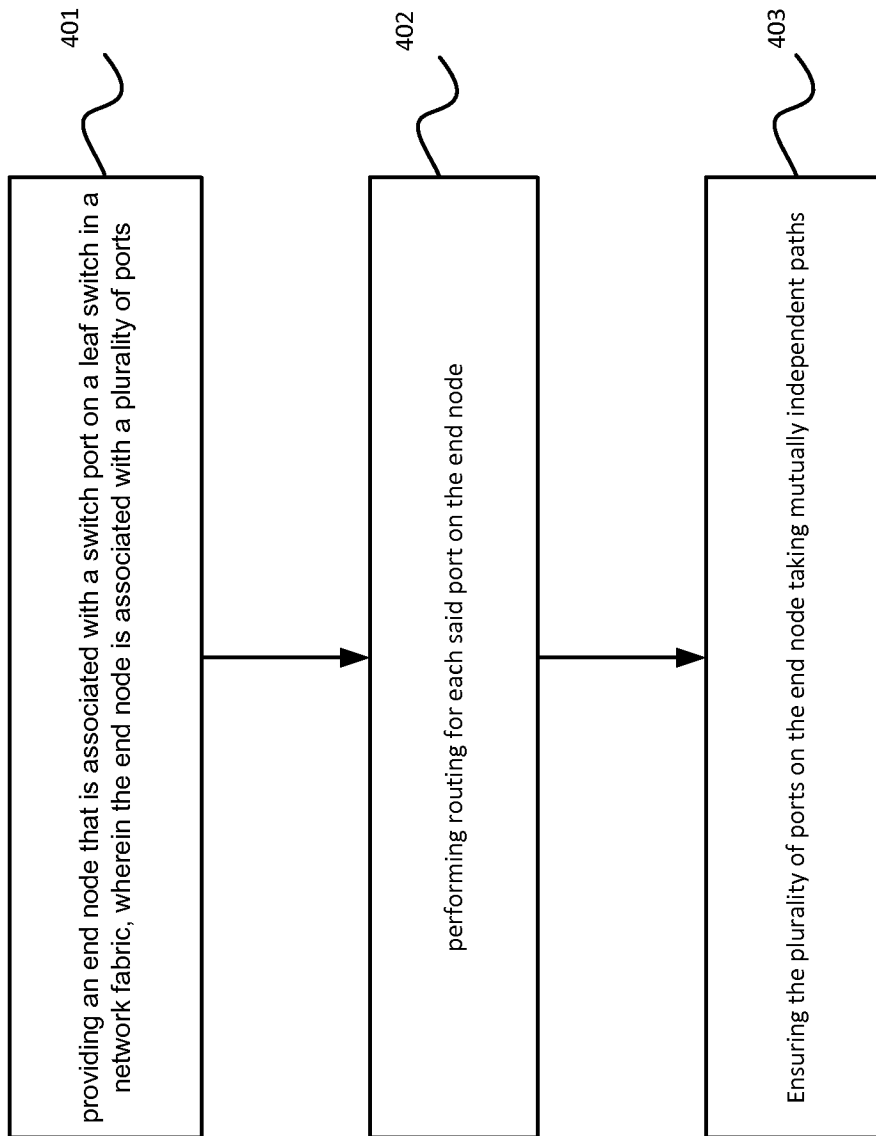 401
providing an end node that is associated with a switch port on a leaf switch in a
network fabric, wherein the end node is associated with a plurality of ports
402
performing routing for each said port on the end node
403
Ensuring the plurality of ports on the end node taking mutually independent paths